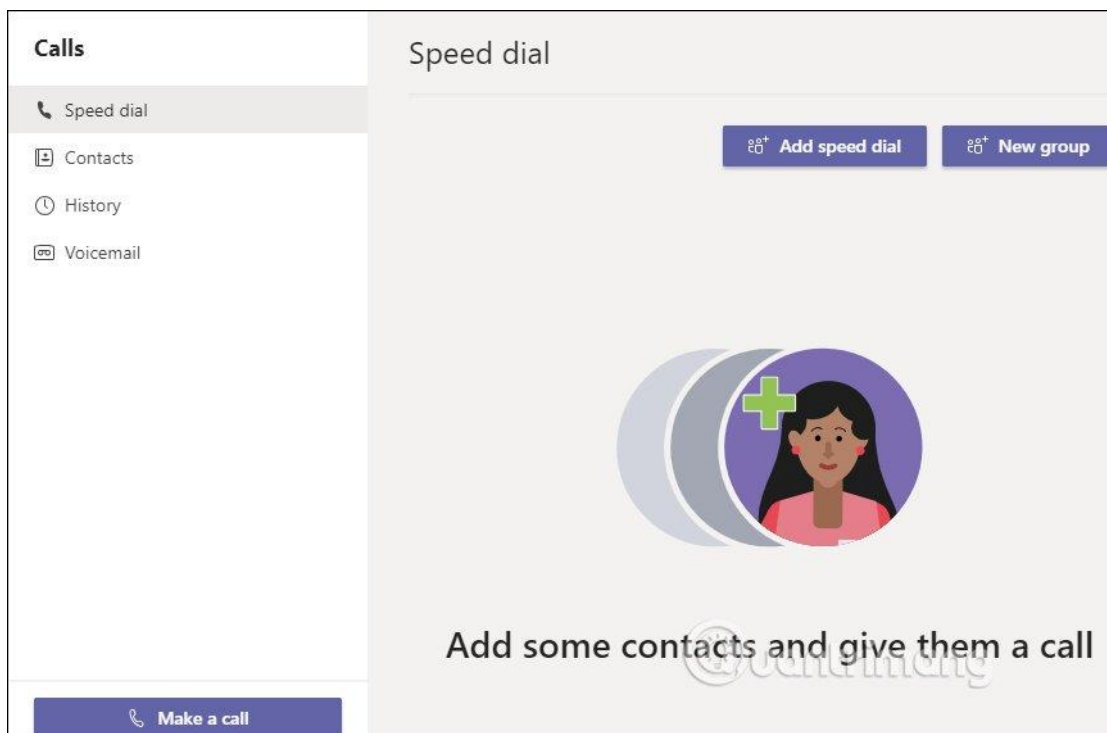 Calls
Speed dial
Contacts
History
Voicemail
Make a call
Speed dial
Add speed dial
New group
Add some contacts and give them a call
Quantrimang